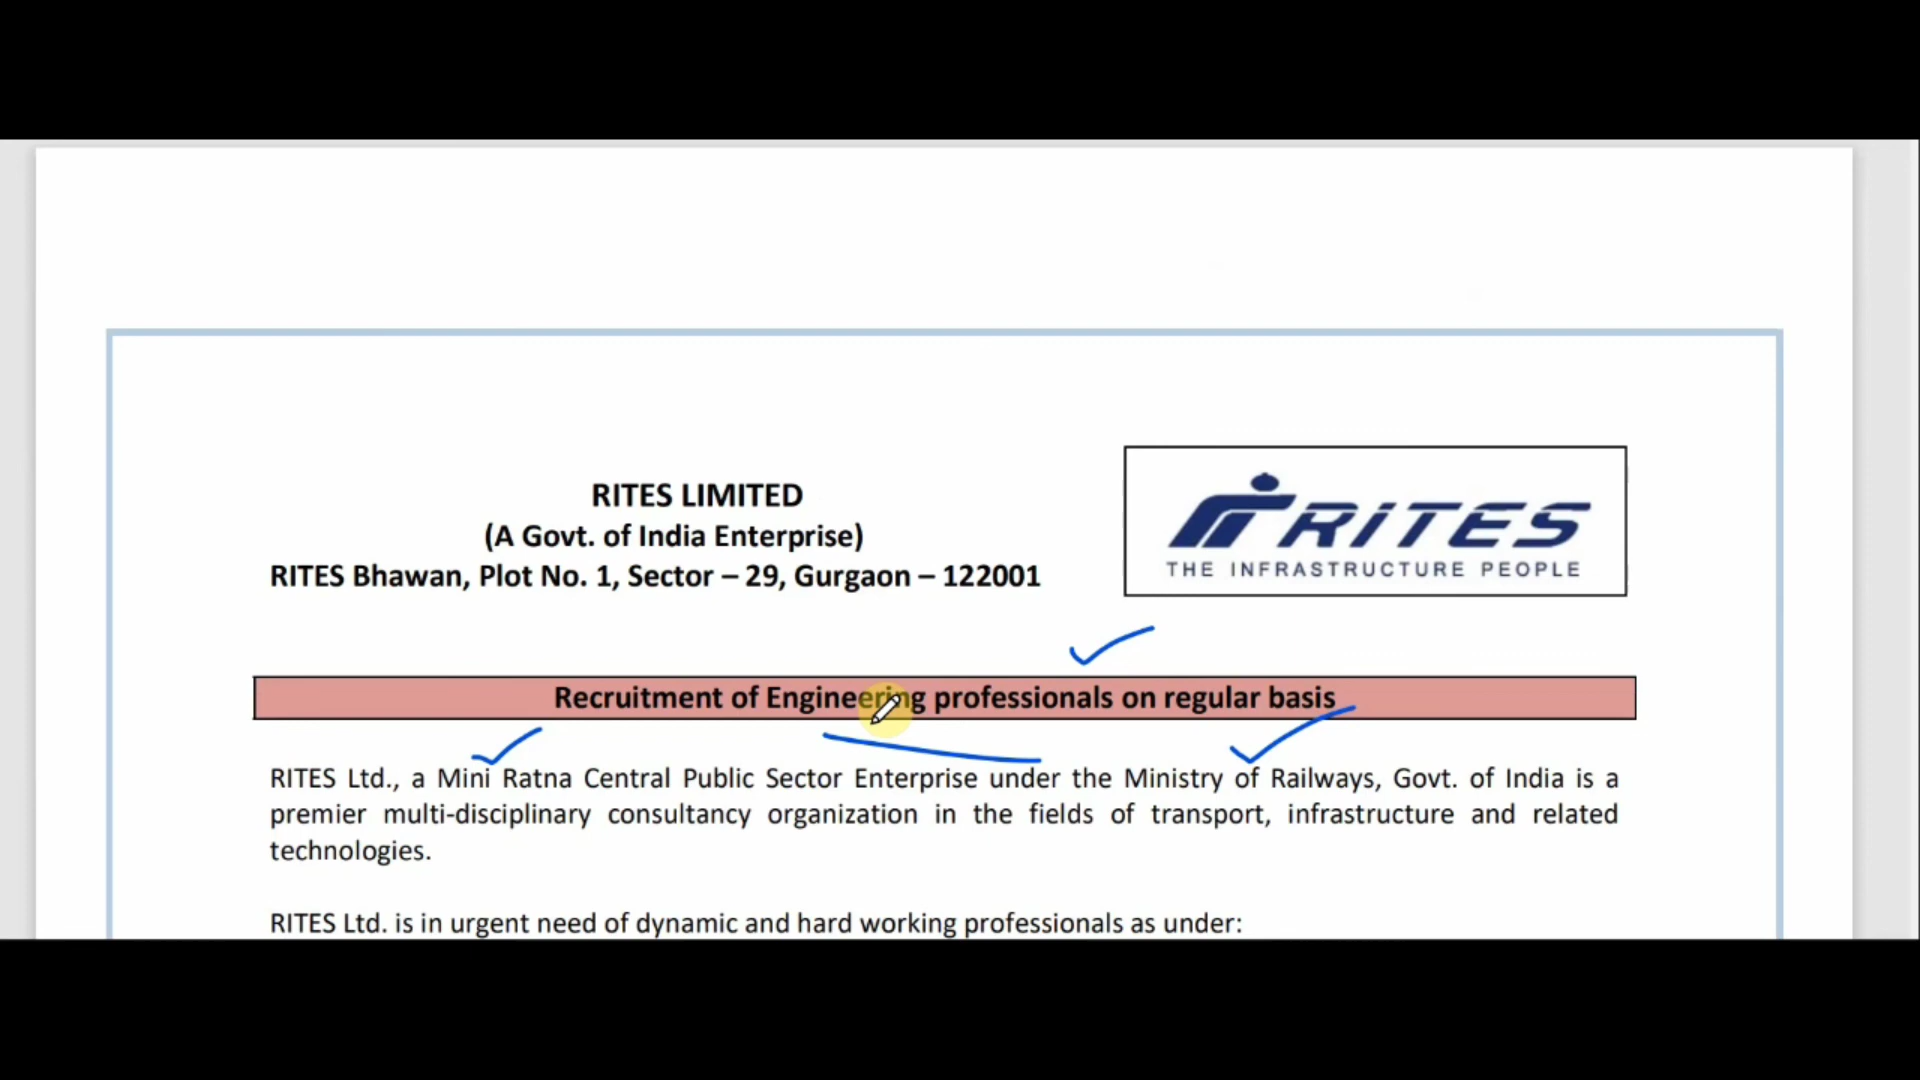 RITES LIMITED
(A Govt. of India Enterprise)
RITES Bhawan, Plot No. 1, Sector – 29, Gurgaon – 122001
RITES
THE INFRASTRUCTURE PEOPLE
Recruitment of Engineering professionals on regular basis
RITES Ltd., a Mini Ratna Central Public Sector Enterprise under the Ministry of Railways, Govt. of India is a
premier multi-disciplinary consultancy organization in the fields of transport, infrastructure and related
technologies.
RITES Ltd. is in urgent need of dynamic and hard working professionals as under: